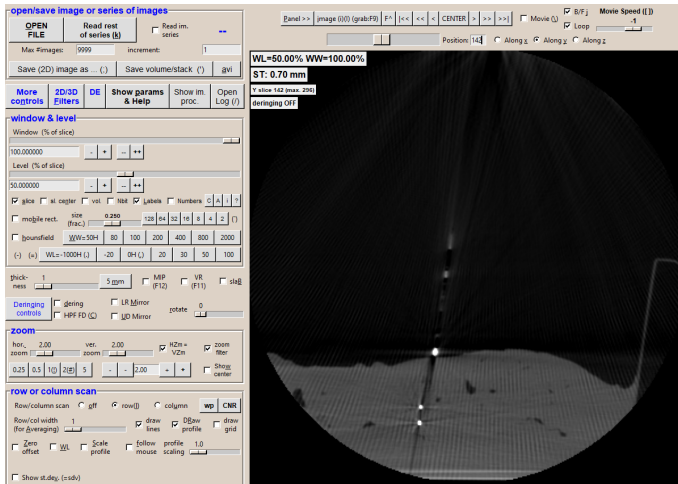 open/save image or series of images
OPEN FILE
Read rest of series (k)
Read im. series
--
Max #images: 9999 increment: 1
Save (2D) image as ... (,) Save volume/stack (') avi
More controls
2D/3D Filters
DE
Show params & Help
Show im. proc.
Open Log (/)
window & level
Window (% of slice)
100.000000 - + -- ++
Level (% of slice)
50.000000 - + -- ++
slice sl. center vol. Nbit Labels Numbers C A i ?
mobile rect. size (frac.) 0.250 128 64 32 16 8 4 2 (')
hounsfield WW=50H 80 100 200 400 800 2000
(-) (=) WL=-1000H (.) -20 0H (,) 20 30 50 100
thick-ness 1 5 mm MIP (F12) VR (F11) slaB
Deringing controls
dering LR Mirror
HPF FD (C) UD Mirror
rotate 0
zoom
hor. zoom 2.00 ver. zoom 2.00 HZm = VZm zoom filter
0.25 0.5 1(!) 2(#) 5 - - 2.00 + + Show center
row or column scan
Row/column scan off row(l) column wp CNR
Row/col width (for Averaging) 1 draw lines DRaw profile draw grid
Zero offset WL Scale profile follow mouse profile scaling 1.0
Show st.dev. (=sdv)
Panel >> image (i)(I) (grab:F9) F^ |<< << < CENTER > >> >>| Movie (\) B/F j Loop Movie Speed ([ ]) -1
Position: 142 Along x Along y Along z
WL=50.00% WW=100.00%
ST: 0.70 mm
Y slice 142 (max. 296)
deringing OFF